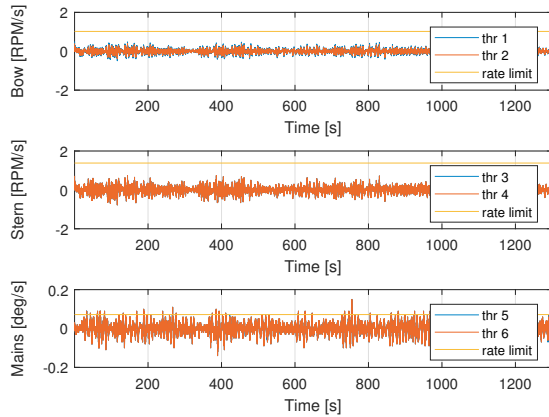 2
0
-2
Bow [RPM/s]
thr 1
thr 2
rate limit
200 400 600 800 1000 1200
Time [s]
2
0
-2
Stern [RPM/s]
thr 3
thr 4
rate limit
200 400 600 800 1000 1200
Time [s]
0.2
0
-0.2
Mains [deg/s]
thr 5
thr 6
rate limit
200 400 600 800 1000 1200
Time [s]